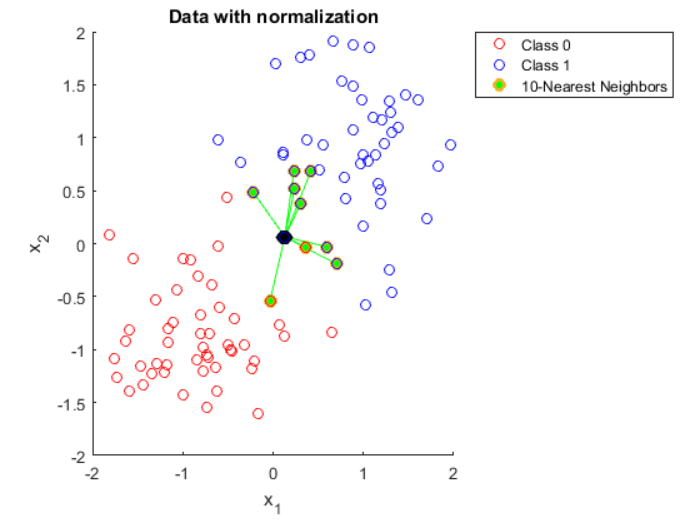 Data with normalization
Class 0
Class 1
10-Nearest Neighbors
2
1.5
1
0.5
0
-0.5
-1
-1.5
-2
x2
-2
-1
0
1
2
x1